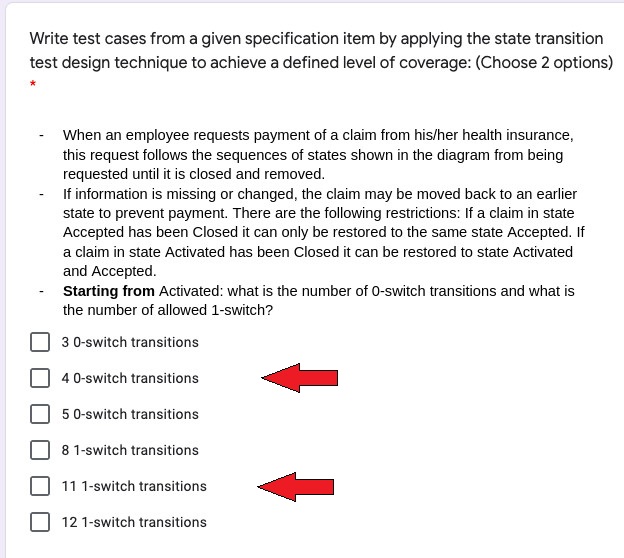 Write test cases from a given specification item by applying the state transition
test design technique to achieve a defined level of coverage: (Choose 2 options)
*
- When an employee requests payment of a claim from his/her health insurance,
this request follows the sequences of states shown in the diagram from being
requested until it is closed and removed.
- If information is missing or changed, the claim may be moved back to an earlier
state to prevent payment. There are the following restrictions: If a claim in state
Accepted has been Closed it can only be restored to the same state Accepted. If
a claim in state Activated has been Closed it can be restored to state Activated
and Accepted.
- Starting from Activated: what is the number of 0-switch transitions and what is
the number of allowed 1-switch?
3 0-switch transitions
4 0-switch transitions
5 0-switch transitions
8 1-switch transitions
11 1-switch transitions
12 1-switch transitions